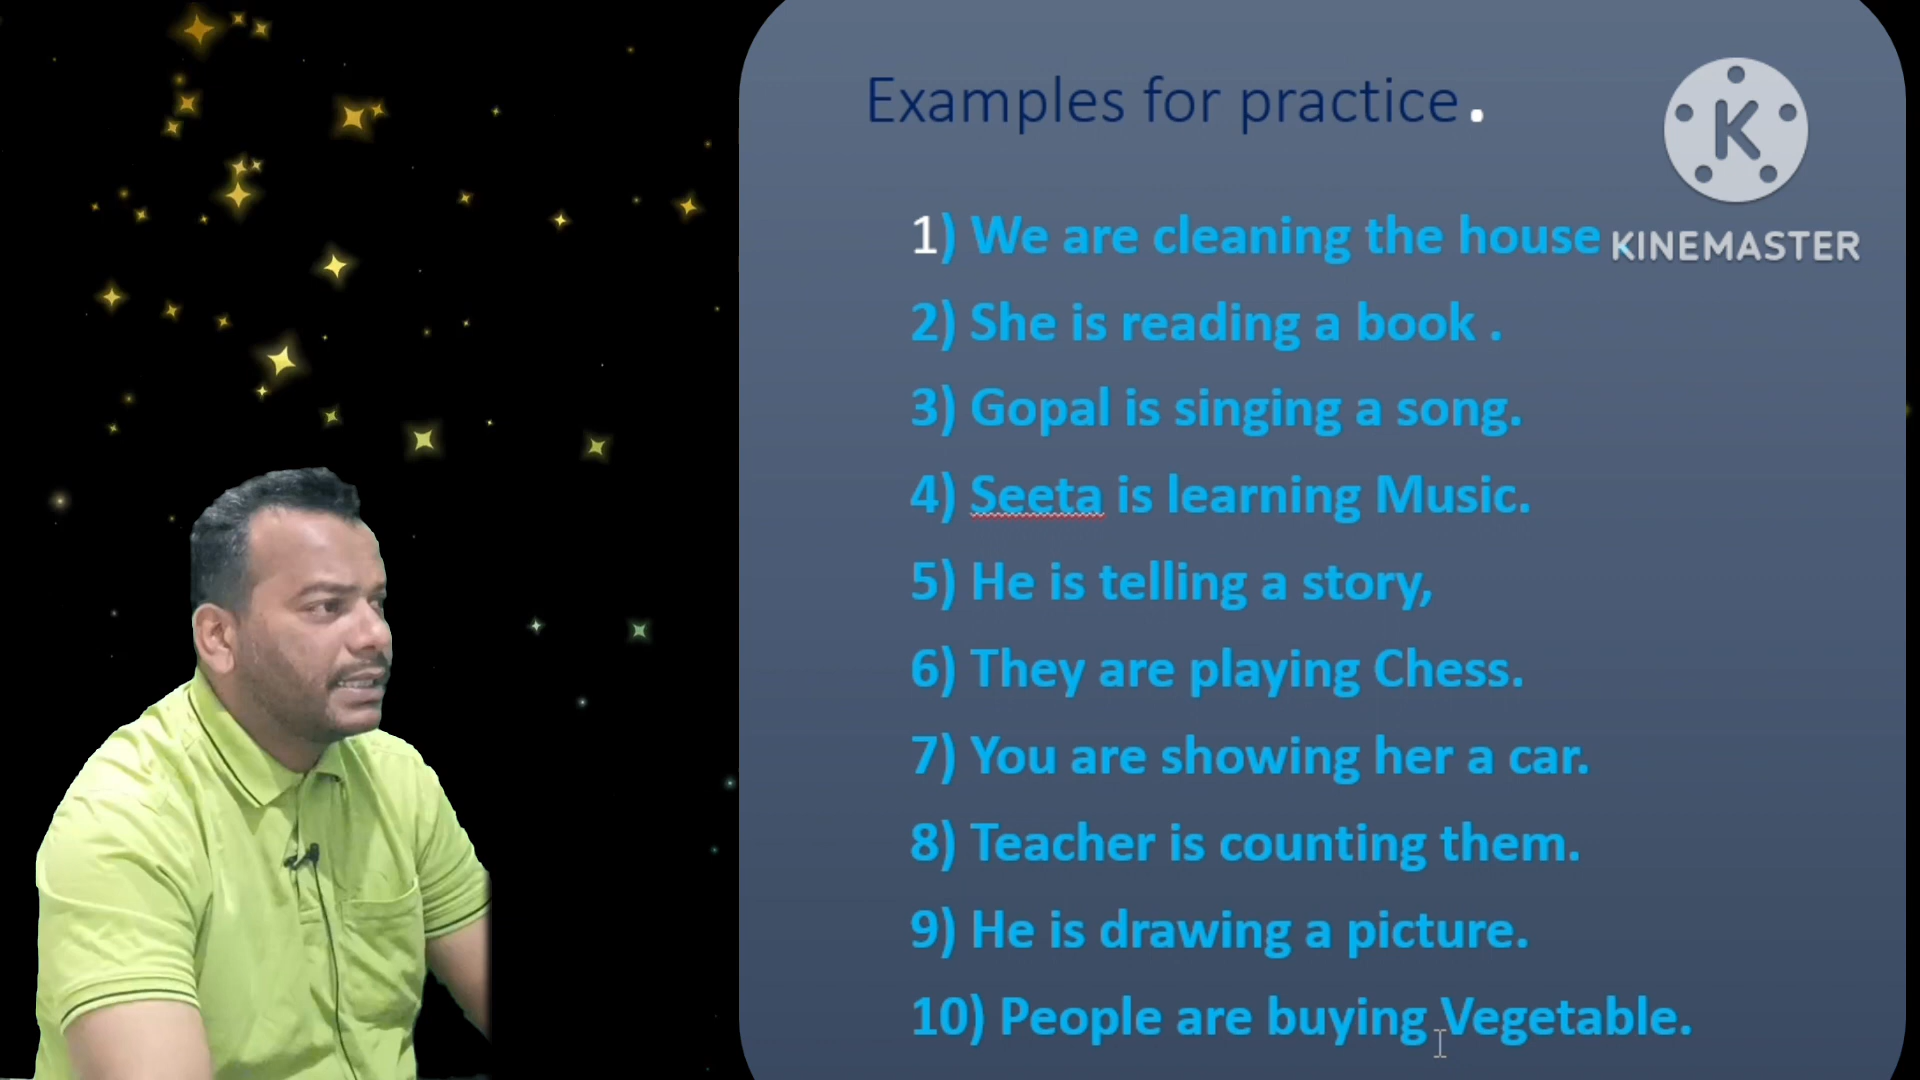 Examples for practice.
K
KINEMASTER
1) We are cleaning the house
2) She is reading a book .
3) Gopal is singing a song.
4) Seeta is learning Music.
5) He is telling a story,
6) They are playing Chess.
7) You are showing her a car.
8) Teacher is counting them.
9) He is drawing a picture.
10) People are buying Vegetable.